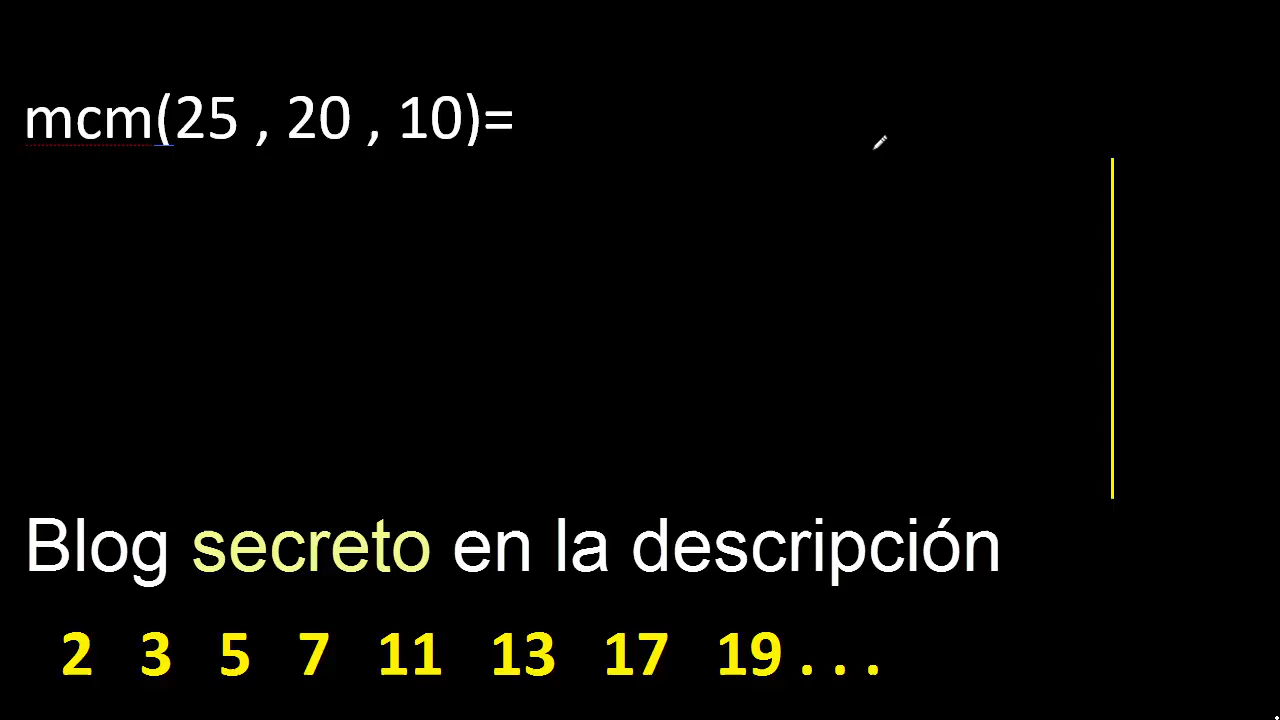 mcm(25 , 20 , 10)=
Blog secreto en la descripción
2 3 5 7 11 13 17 19 . . .